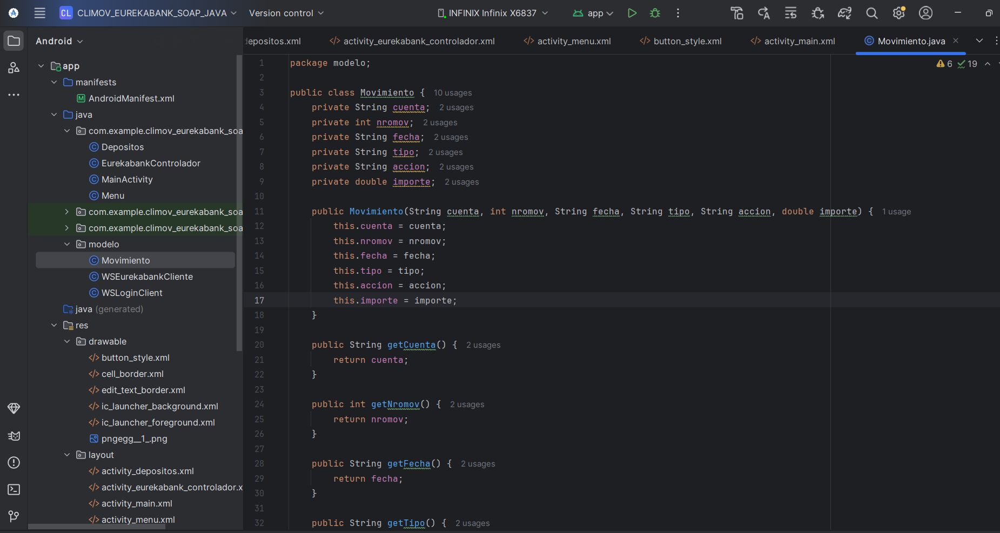 CL CLIMOV_EUREKABANK_SOAP_JAVA Version control INFINIX Infinix X6837 app
Android
app
manifests
AndroidManifest.xml
java
com.example.climov_eurekabank_soa
Depositos
EurekabankControlador
MainActivity
Menu
com.example.climov_eurekabank_soa
com.example.climov_eurekabank_soa
modelo
Movimiento
WSEurekabankCliente
WSLoginClient
java (generated)
res
drawable
button_style.xml
cell_border.xml
edit_text_border.xml
ic_launcher_background.xml
ic_launcher_foreground.xml
pngegg__1_.png
layout
activity_depositos.xml
activity_eurekabank_controlador.x
activity_main.xml
activity_menu.xml
depositos.xml activity_eurekabank_controlador.xml activity_menu.xml button_style.xml activity_main.xml Movimiento.java
6 19
1 package modelo;
2
3 public class Movimiento { 10 usages
4 private String cuenta; 2 usages
5 private int nromov; 2 usages
6 private String fecha; 2 usages
7 private String tipo; 2 usages
8 private String accion; 2 usages
9 private double importe; 2 usages
10
11 public Movimiento(String cuenta, int nromov, String fecha, String tipo, String accion, double importe) { 1 usage
12 this.cuenta = cuenta;
13 this.nromov = nromov;
14 this.fecha = fecha;
15 this.tipo = tipo;
16 this.accion = accion;
17 this.importe = importe;
18 }
19
20 public String getCuenta() { 2 usages
21 return cuenta;
22 }
23
24 public int getNromov() { 2 usages
25 return nromov;
26 }
27
28 public String getFecha() { 2 usages
29 return fecha;
30 }
31
32 public String getTipo() { 2 usages